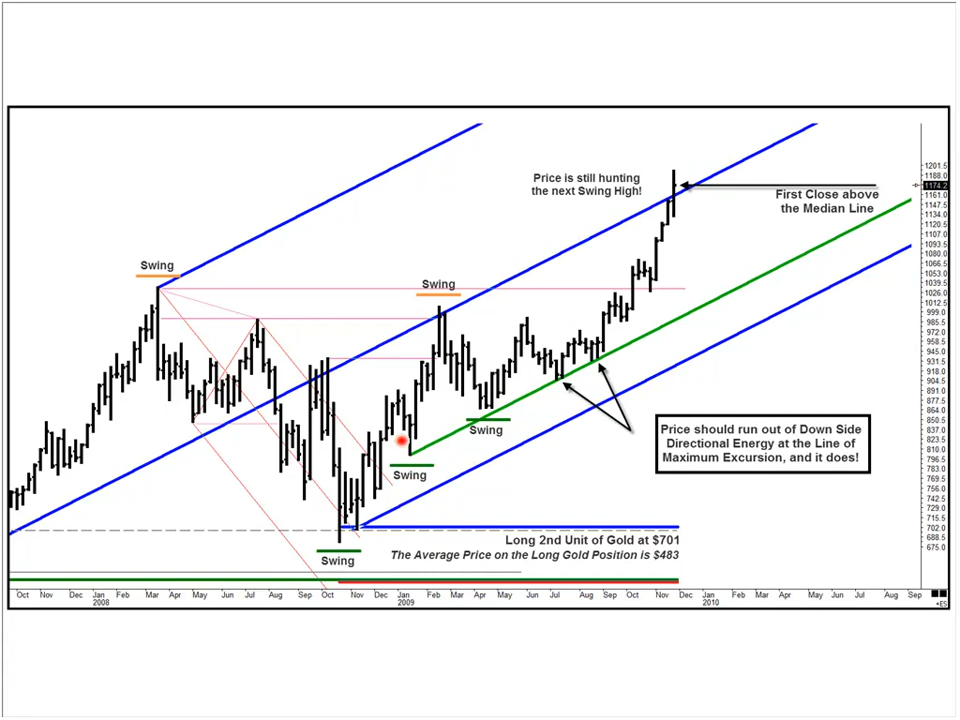 Price is still hunting
the next Swing High!
First Close above
the Median Line
Swing
Swing
Price should run out of Down Side
Directional Energy at the Line of
Maximum Excursion, and it does!
Swing
Swing
Swing
Long 2nd Unit of Gold at $701
The Average Price on the Long Gold Position is $483
1201.5
1188.0
1174.2
1161.0
1147.5
1134.0
1120.5
1107.0
1093.5
1080.0
1066.5
1053.0
1039.5
1026.0
1012.5
999.0
985.5
972.0
958.5
945.0
931.5
918.0
904.5
891.0
877.5
864.0
850.5
837.0
823.5
810.0
796.5
783.0
769.5
756.0
742.5
729.0
715.5
702.0
688.5
675.0
Oct Nov Dec Jan Feb Mar Apr May Jun Jul Aug Sep Oct Nov Dec Jan Feb Mar Apr May Jun Jul Aug Sep Oct Nov Dec Jan Feb Mar Apr May Jun Jul Aug Sep
2008 2009 2010
+ES